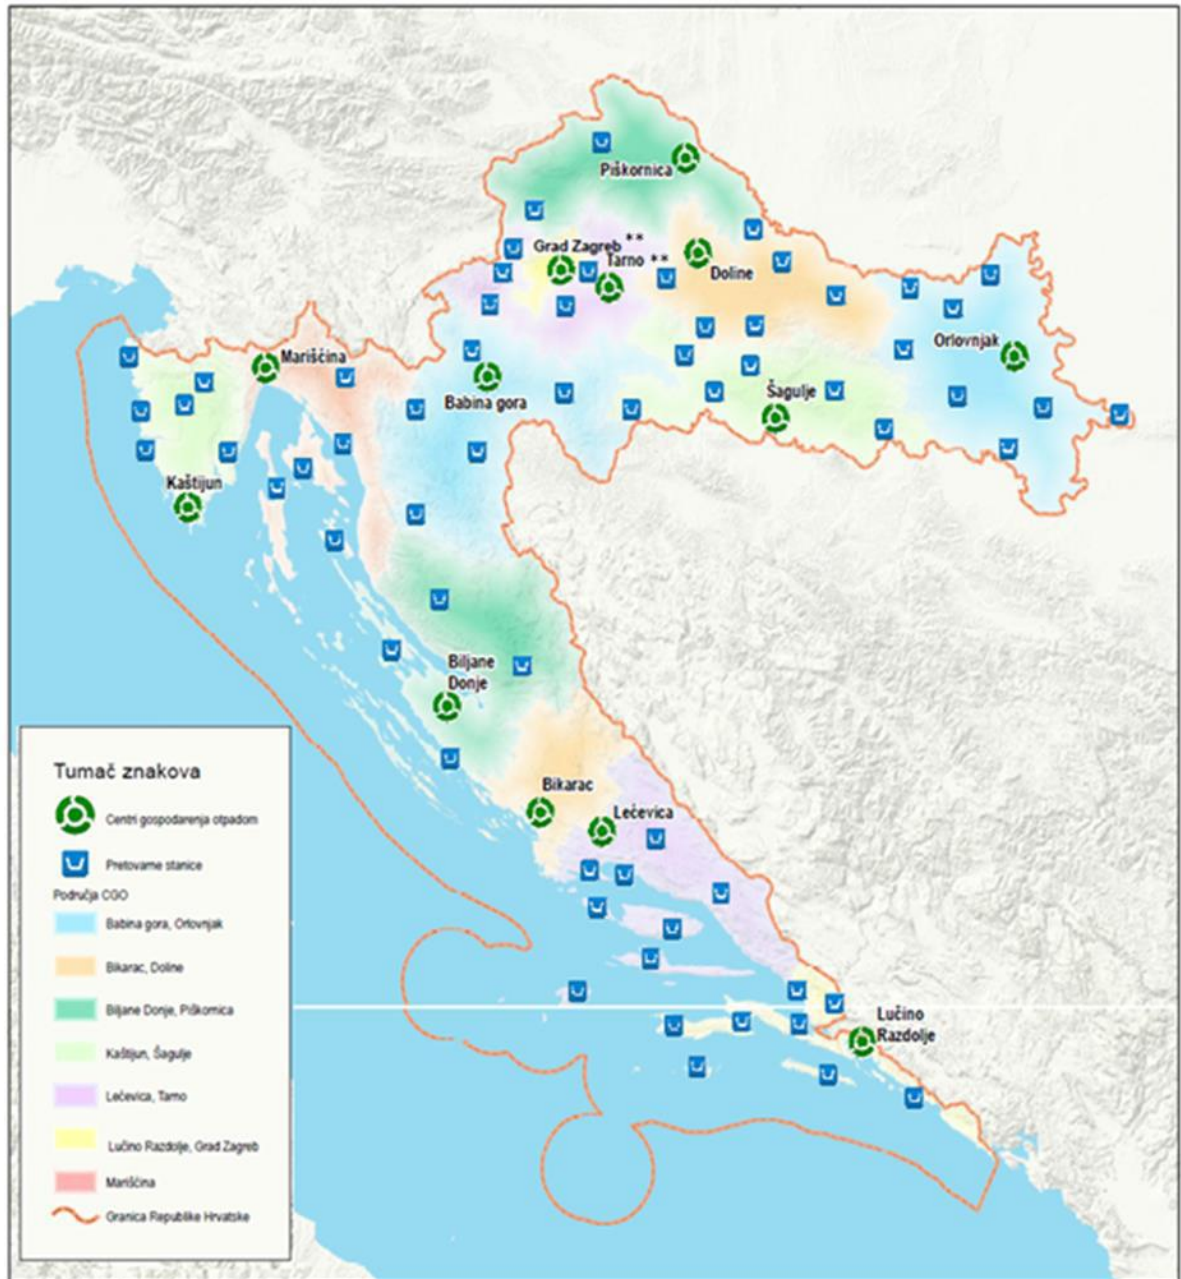 Piškornica
Grad Zagreb **
Tarno **
Doline
Orlovnjak
Mariščina
Babina gora
Šagulje
Kaštijun
Biljane
Donje
Bikarac
Lećevica
Lučino
Razdolje
Tumač znakova
Centri gospodarenja otpadom
Pretovarne stanice
Područja CGO
Babina gora, Orlovnjak
Bikarac, Doline
Biljane Donje, Piškornica
Kaštijun, Šagulje
Lećevica, Tarno
Lučino Razdolje, Grad Zagreb
Mariščina
Granica Republike Hrvatske